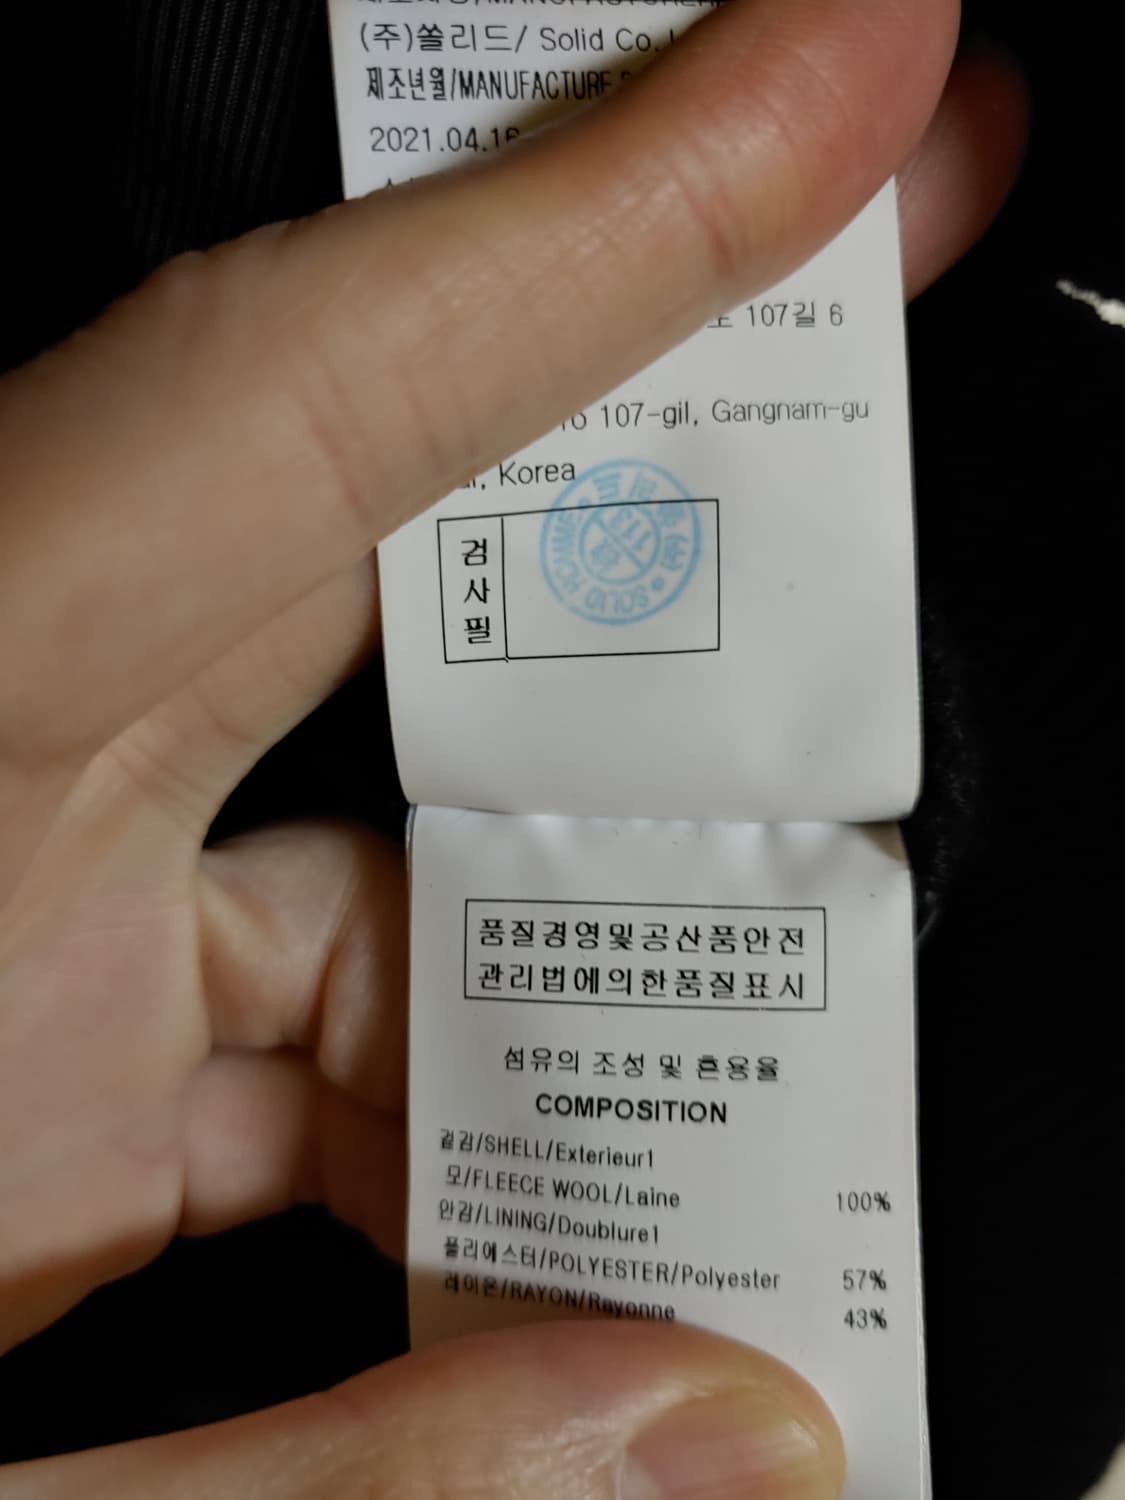 (주)쏠리드/ Solid Co.
제조년월/MANUFACTURE
2021.04.16
107길 6
107-gil, Gangnam-gu
Korea
SOLID HOMME
113
검사필
품질경영및공산품안전
관리법에의한품질표시
섬유의 조성 및 혼용율
COMPOSITION
겉감/SHELL/Exterieur1
모/FLEECE WOOL/Laine 100%
안감/LINING/Doublure1
폴리에스터/POLYESTER/Polyester 57%
레이온/RAYON/Rayonne 43%